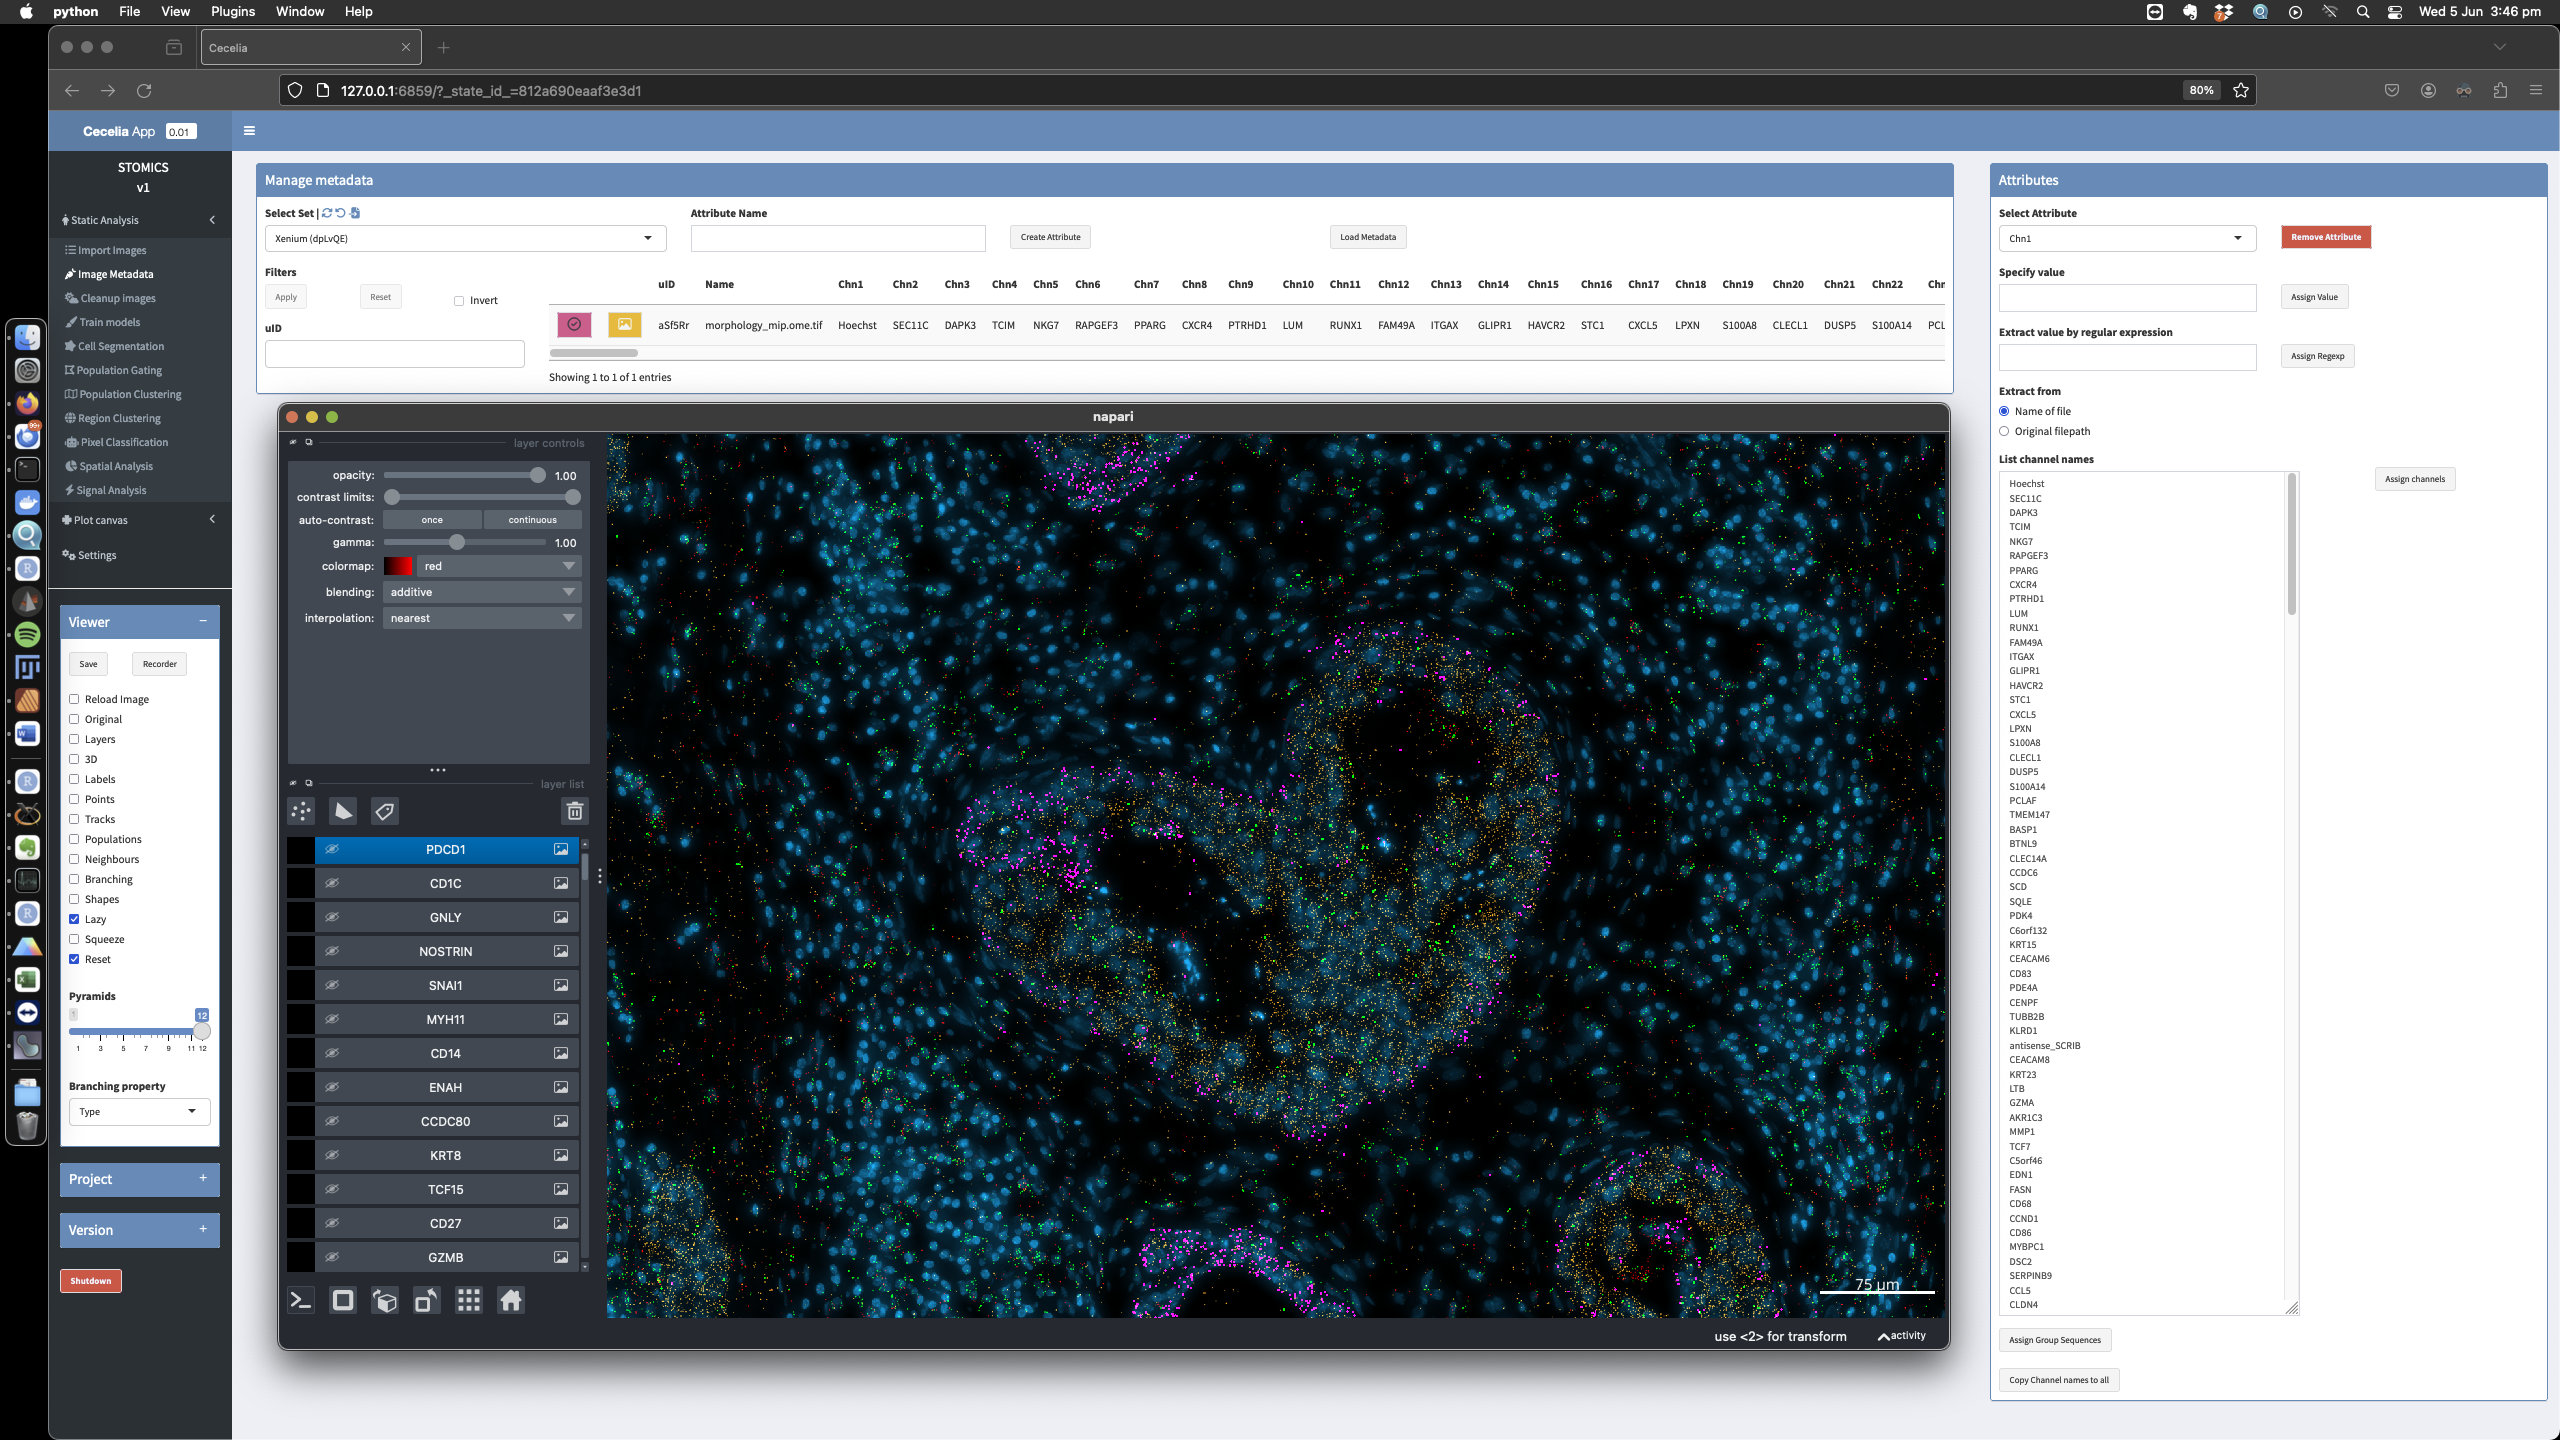 python File View Plugins Window Help
7
Wed 5 Jun 3:46 pm
Cecelia
127.0.0.1:6859/?_state_id_=812a690eaaf3e3d1
80%
Cecelia App 0.01
STOMICS
v1
Static Analysis
Import Images
Image Metadata
Cleanup images
Train models
Cell Segmentation
Population Gating
Population Clustering
Region Clustering
Pixel Classification
Spatial Analysis
Signal Analysis
Plot canvas
Settings
Viewer
Save Recorder
Reload Image
Original
Layers
3D
Labels
Points
Tracks
Populations
Neighbours
Branching
Shapes
Lazy
Squeeze
Reset
Pyramids
1 12
1 3 5 7 9 11 12
Branching property
Type
Project
Version
Shutdown
Manage metadata
Select Set |
Xenium (dpLvQE)
Attribute Name
Create Attribute
Load Metadata
Filters
Apply Reset Invert
uID
uID Name Chn1 Chn2 Chn3 Chn4 Chn5 Chn6 Chn7 Chn8 Chn9 Chn10 Chn11 Chn12 Chn13 Chn14 Chn15 Chn16 Chn17 Chn18 Chn19 Chn20 Chn21 Chn22 Chn
aSf5Rr morphology_mip.ome.tif Hoechst SEC11C DAPK3 TCIM NKG7 RAPGEF3 PPARG CXCR4 PTRHD1 LUM RUNX1 FAM49A ITGAX GLIPR1 HAVCR2 STC1 CXCL5 LPXN S100A8 CLECL1 DUSP5 S100A14 PCL
Showing 1 to 1 of 1 entries
napari
layer controls
opacity: 1.00
contrast limits:
auto-contrast: once continuous
gamma: 1.00
colormap: red
blending: additive
interpolation: nearest
layer list
PDCD1
CD1C
GNLY
NOSTRIN
SNAI1
MYH11
CD14
ENAH
CCDC80
KRT8
TCF15
CD27
GZMB
75 µm
use <2> for transform
activity
Attributes
Select Attribute
Chn1
Remove Attribute
Specify value
Assign Value
Extract value by regular expression
Assign Regexp
Extract from
Name of file
Original filepath
List channel names
Assign channels
Hoechst
SEC11C
DAPK3
TCIM
NKG7
RAPGEF3
PPARG
CXCR4
PTRHD1
LUM
RUNX1
FAM49A
ITGAX
GLIPR1
HAVCR2
STC1
CXCL5
LPXN
S100A8
CLECL1
DUSP5
S100A14
PCLAF
TMEM147
BASP1
BTNL9
CLEC14A
CCDC6
SCD
SQLE
PDK4
C6orf132
KRT15
CEACAM6
CD83
PDE4A
CENPF
TUBB2B
KLRD1
antisense_SCRIB
CEACAM8
KRT23
LTB
GZMA
AKR1C3
MMP1
TCF7
C5orf46
EDN1
FASN
CD68
CCND1
CD86
MYBPC1
DSC2
SERPINB9
CCL5
CLDN4
Assign Group Sequences
Copy Channel names to all